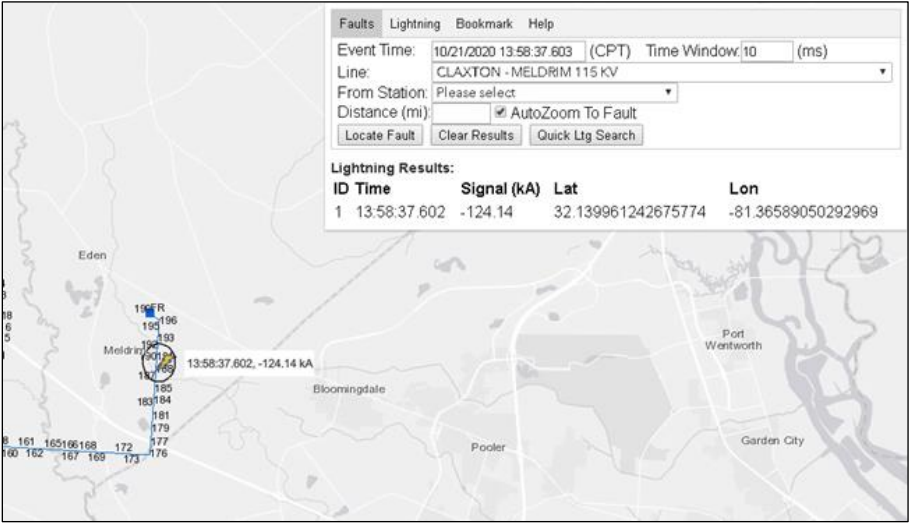 Faults Lightning Bookmark Help
Event Time: 10/21/2020 13:58:37.603 (CPT) Time Window: 10 (ms)
Line: CLAXTON - MELDRIM 115 KV
From Station: Please select
Distance (mi): AutoZoom To Fault
Locate Fault Clear Results Quick Ltg Search
Lightning Results:
ID Time Signal (kA) Lat Lon
1 13:58:37.602 -124.14 32.139961242675774 -81.36589050292969
Eden
196
195
193
18
6
5
Port
Wentworth
Meldrim
13:58:37.602, -124.14 kA
185
183 184
Bloomingdale
181
179
177
176
161 165 166 168 172
160 162 167 169 173
Pooler
Garden City